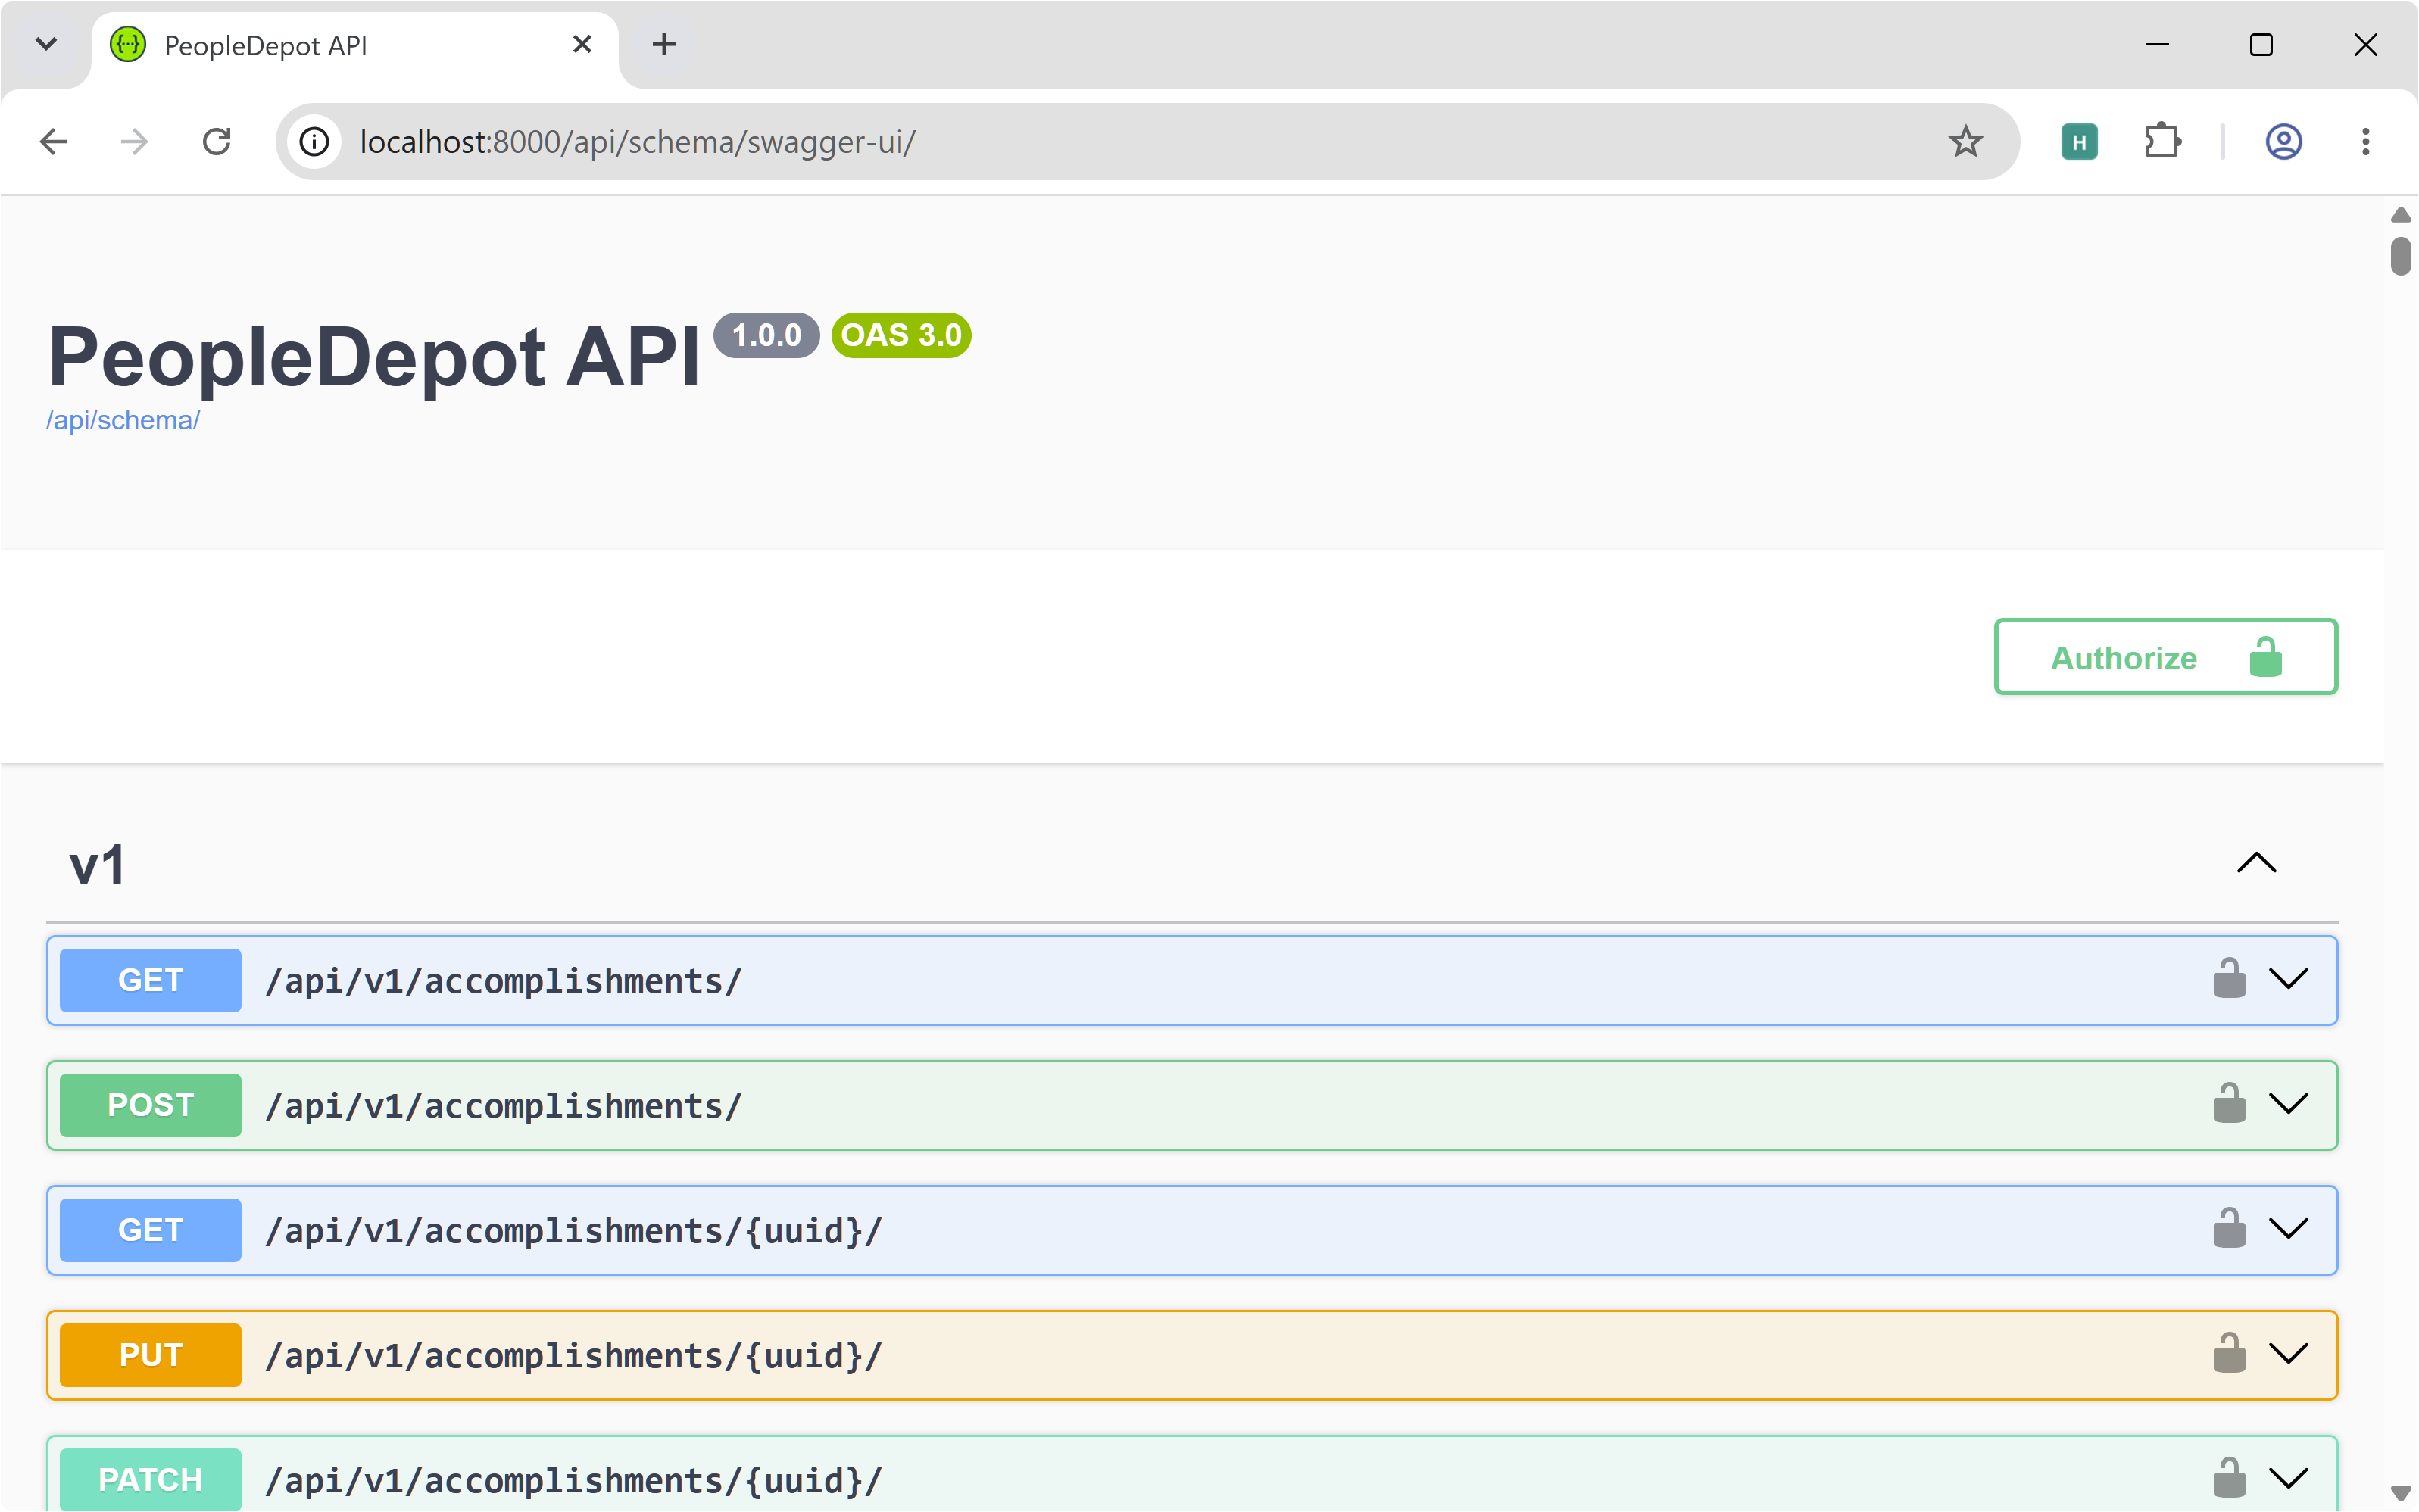 PeopleDepot API
localhost:8000/api/schema/swagger-ui/
H
PeopleDepot API 1.0.0 OAS 3.0
/api/schema/
Authorize
v1
GET /api/v1/accomplishments/
POST /api/v1/accomplishments/
GET /api/v1/accomplishments/{uuid}/
PUT /api/v1/accomplishments/{uuid}/
PATCH /api/v1/accomplishments/{uuid}/